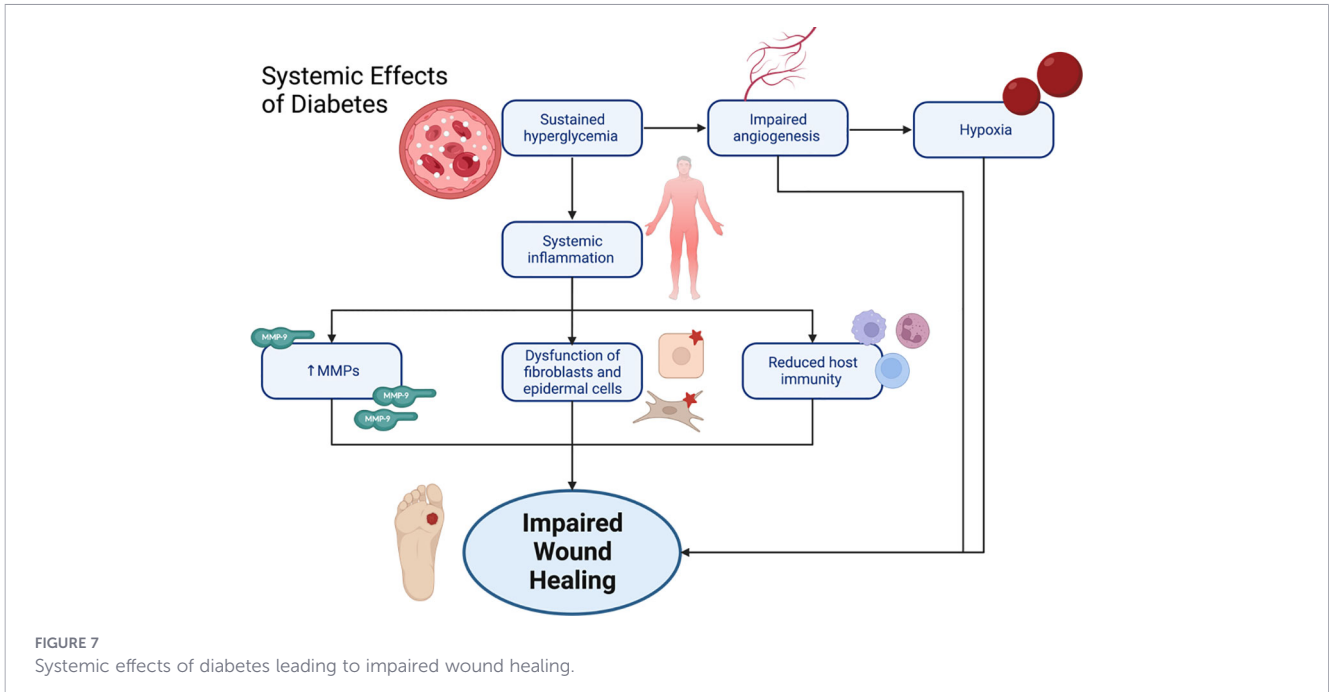 Systemic Effects
of Diabetes
Sustained
hyperglycemia
Impaired
angiogenesis
Hypoxia
Systemic
inflammation
MMP-9
↑MMPs
MMP-9
MMP-9
Dysfunction of
fibroblasts and
epidermal cells
Reduced host
immunity
Impaired
Wound
Healing
FIGURE 7
Systemic effects of diabetes leading to impaired wound healing.